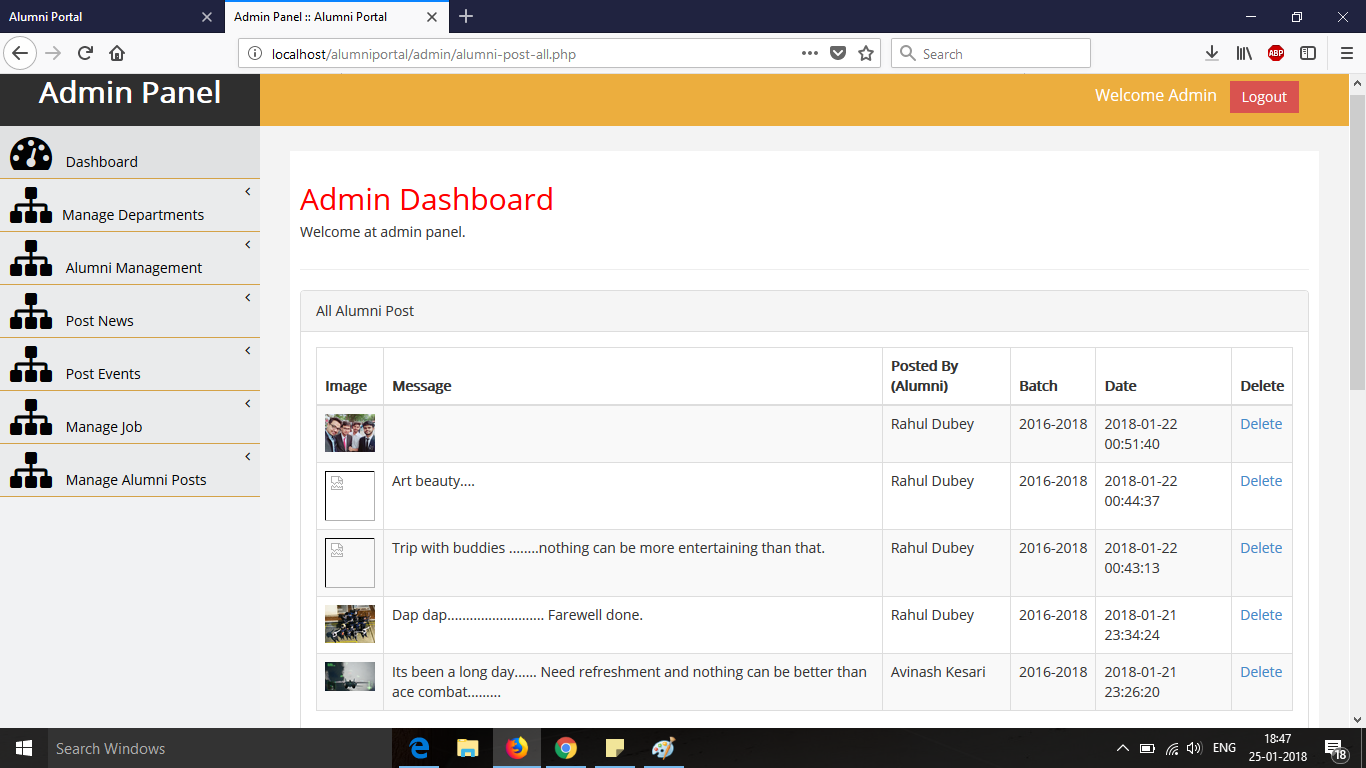 Alumni Portal
Admin Panel :: Alumni Portal
localhost/alumniportal/admin/alumni-post-all.php
Search
ABP
Admin Panel
Welcome Admin
Logout
Dashboard
Manage Departments
Alumni Management
Post News
Post Events
Manage Job
Manage Alumni Posts
Admin Dashboard
Welcome at admin panel.
All Alumni Post
Image Message Posted By (Alumni) Batch Date Delete
Rahul Dubey 2016-2018 2018-01-22 Delete
00:51:40
Art beauty.... Rahul Dubey 2016-2018 2018-01-22 Delete
00:44:37
Trip with buddies ........nothing can be more entertaining than that. Rahul Dubey 2016-2018 2018-01-22 Delete
00:43:13
Dap dap.......................... Farewell done. Rahul Dubey 2016-2018 2018-01-21 Delete
23:34:24
Its been a long day...... Need refreshment and nothing can be better than Avinash Kesari 2016-2018 2018-01-21 Delete
ace combat......... 23:26:20
Search Windows
ENG
18:47
25-01-2018
18